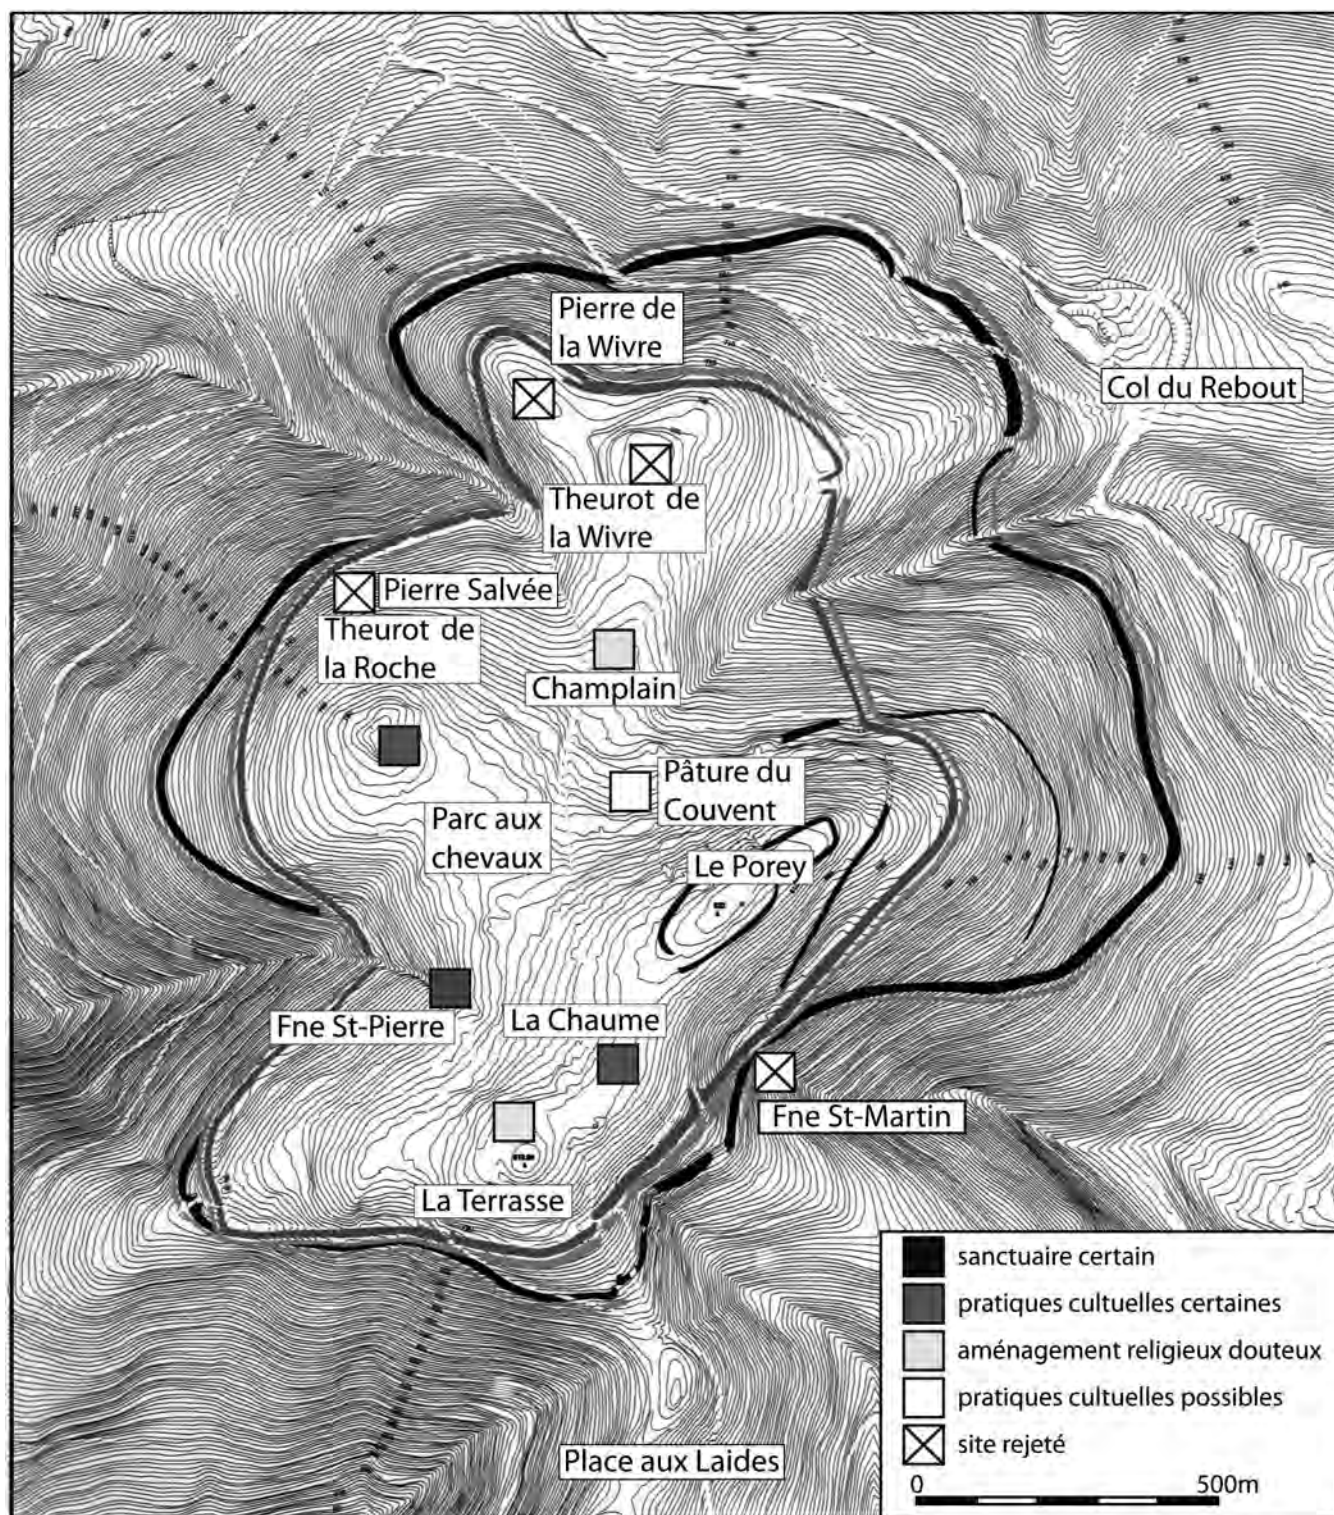 Pierre de
la Wivre
Col du Rebout
Theurot de
la Wivre
Pierre Salvée
Theurot de
la Roche
Champlain
Pâture du
Couvent
Parc aux
chevaux
Le Porey
La Chaume
Fne St-Pierre
Fne St-Martin
La Terrasse
Place aux Laides
sanctuaire certain
pratiques cultuelles certaines
aménagement religieux douteux
pratiques cultuelles possibles
site rejeté
0 500m